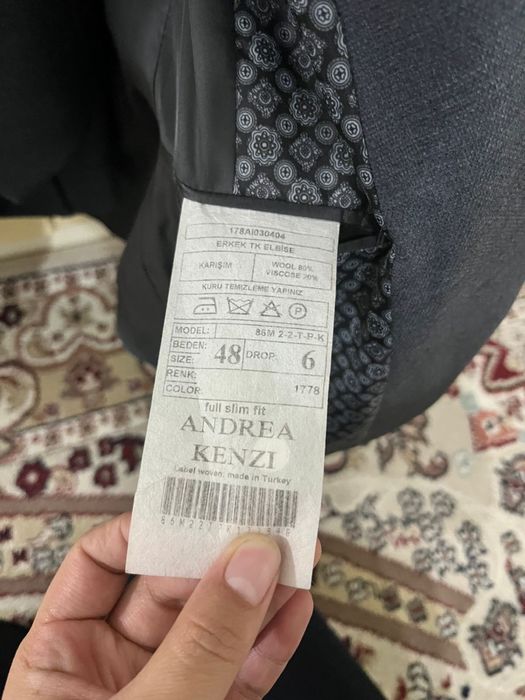 178AI030404
ERKEK TK ELBİSE
KARIŞIM
WOOL 80%
VISCOSE 20%
KURU TEMİZLEME YAPINIZ
P
MODEL: 86M 2-2-T-P-K
BEDEN:
SIZE: 48 DROP: 6
RENK:
COLOR: 1778
full slim fit
ANDREA
KENZI
Label woven, made in Turkey